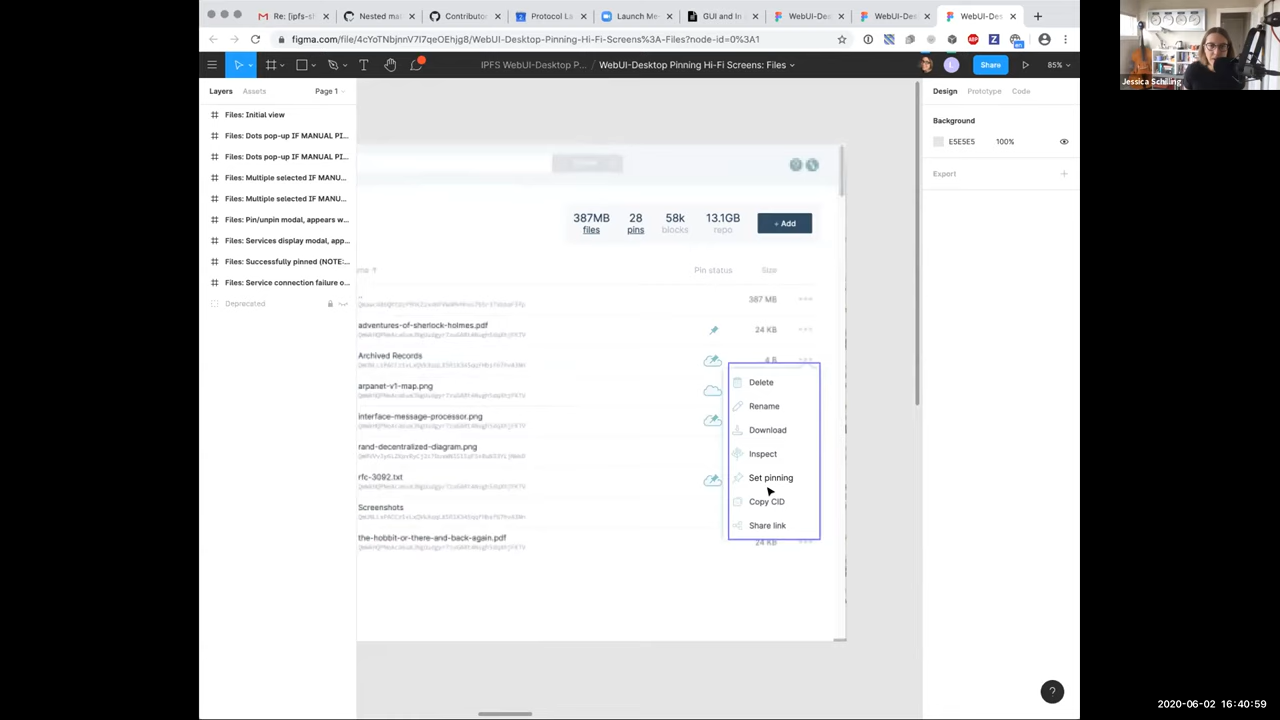 Re: [ipfs-sh
Nested ma
Contributor
Protocol La
Launch Me
GUI and In
WebUI-Des
WebUI-Des
WebUI-Des
figma.com/file/4cYoTNbjnnV7I7qeOEhjg8/WebUI-Desktop-Pinning-Hi-Fi-Screens:-Files?node-id=0%3A1
IPFS WebUI-Desktop P... / WebUI-Desktop Pinning Hi-Fi Screens: Files
L
Share
85%
Layers
Assets
Page 1
Files: Initial view
Files: Dots pop-up IF MANUAL PI...
Files: Dots pop-up IF MANUAL PI...
Files: Multiple selected IF MANU...
Files: Multiple selected IF MANU...
Files: Pin/unpin modal, appears w...
Files: Services display modal, app...
Files: Successfully pinned (NOTE:...
Files: Service connection failure o...
Deprecated
387MB
files
28
pins
58k
blocks
13.1GB
repo
+ Add
Pin status
Size
387 MB
adventures-of-sherlock-holmes.pdf
24 KB
Archived Records
4 B
arpanet-v1-map.png
interface-message-processor.png
rand-decentralized-diagram.png
rfc-3092.txt
Screenshots
the-hobbit-or-there-and-back-again.pdf
24 KB
Delete
Rename
Download
Inspect
Set pinning
Copy CID
Share link
Design
Prototype
Code
Background
E5E5E5
100%
Export
?
Jessica Schilling
2020-06-02 16:40:59